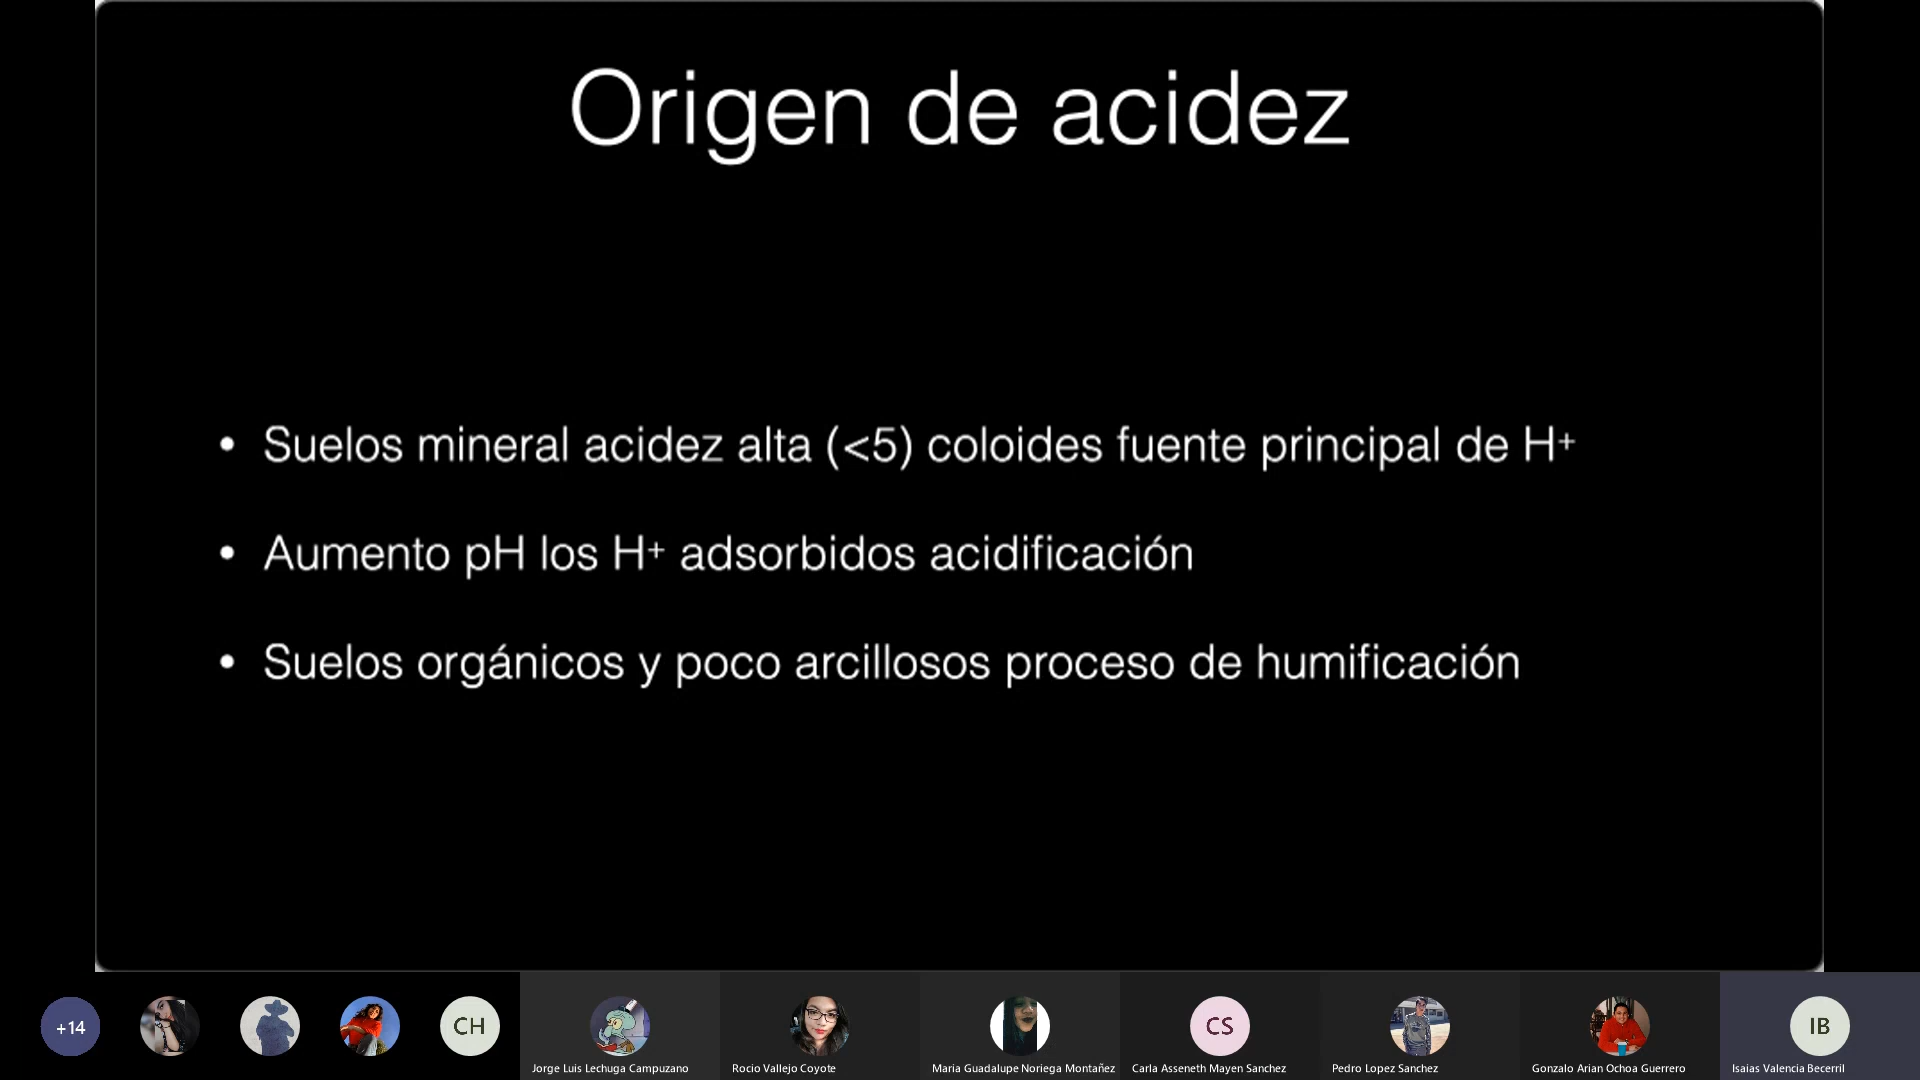 Origen de acidez
• Suelos mineral acidez alta (<5) coloides fuente principal de H⁺
• Aumento pH los H⁺ adsorbidos acidificación
• Suelos orgánicos y poco arcillosos proceso de humificación
+14
CH
CS
IB
Jorge Luis Lechuga Campuzano
Rocio Vallejo Coyote
Maria Guadalupe Noriega Montañez
Carla Asseneth Mayen Sanchez
Pedro Lopez Sanchez
Gonzalo Arian Ochoa Guerrero
Isaias Valencia Becerril